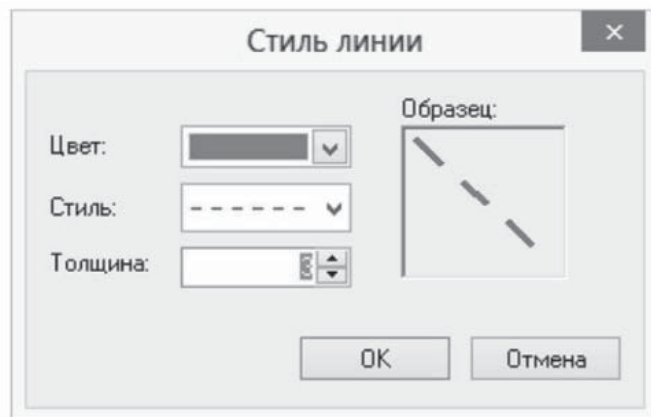 Стиль линии
Образец:
Цвет:
Стиль:
Толщина:
OK
Отмена